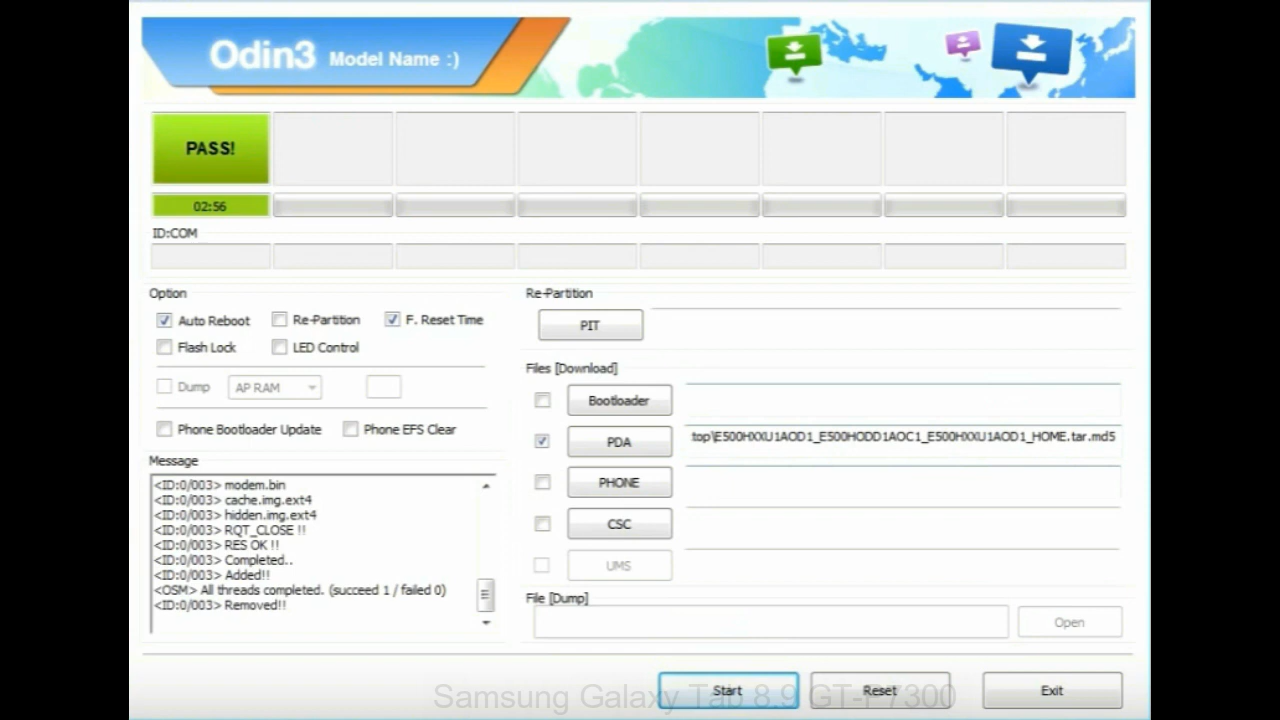 Odin3 Model Name :)
PASS!
02:56
ID:COM
Option
Auto Reboot Re-Partition F. Reset Time
Flash Lock LED Control
Dump AP RAM
Phone Bootloader Update Phone EFS Clear
Message
<ID:0/003> modem.bin
<ID:0/003> cache.img.ext4
<ID:0/003> hidden.img.ext4
<ID:0/003> RQT_CLOSE !!
<ID:0/003> RES OK !!
<ID:0/003> Completed..
<ID:0/003> Added!!
<OSM> All threads completed. (succeed 1 / failed 0)
<ID:0/003> Removed!!
Re-Partition
PIT
Files [Download]
Bootloader
PDA top\E500HXXU1AOD1_E500HODD1AOC1_E500HXXU1AOD1_HOME.tar.md5
PHONE
CSC
UMS
File [Dump]
Open
Start Reset Exit
Samsung Galaxy Tab 8.9 GT-P7300